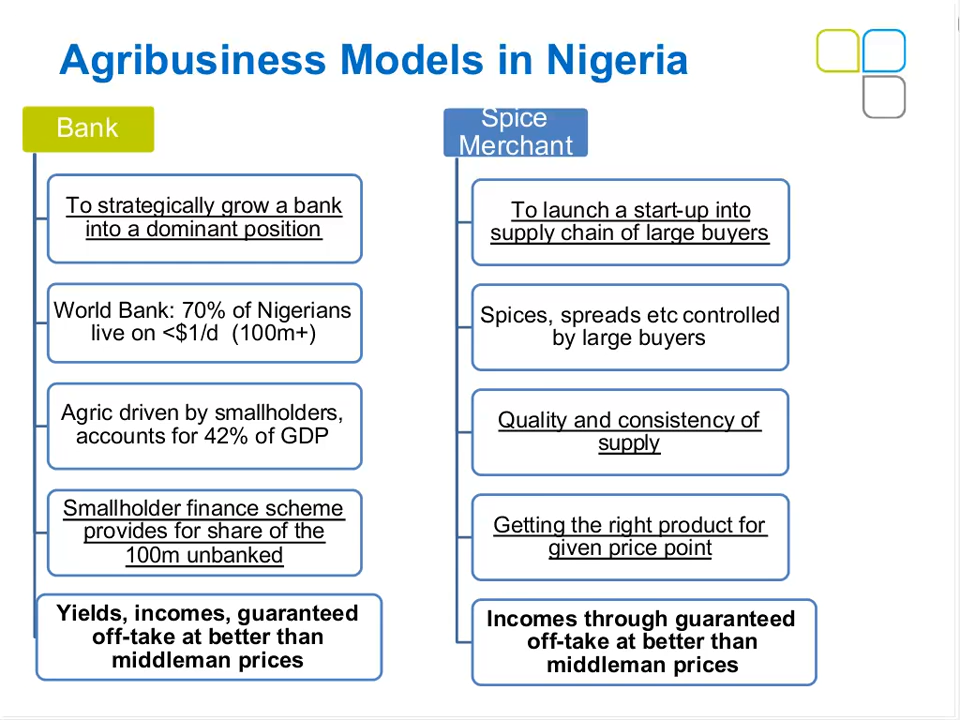 Agribusiness Models in Nigeria
Bank
To strategically grow a bank
into a dominant position
World Bank: 70% of Nigerians
live on <$1/d  (100m+)
Agric driven by smallholders,
accounts for 42% of GDP
Smallholder finance scheme
provides for share of the
100m unbanked
Yields, incomes, guaranteed
off-take at better than
middleman prices
Spice
Merchant
To launch a start-up into
supply chain of large buyers
Spices, spreads etc controlled
by large buyers
Quality and consistency of
supply
Getting the right product for
given price point
Incomes through guaranteed
off-take at better than
middleman prices